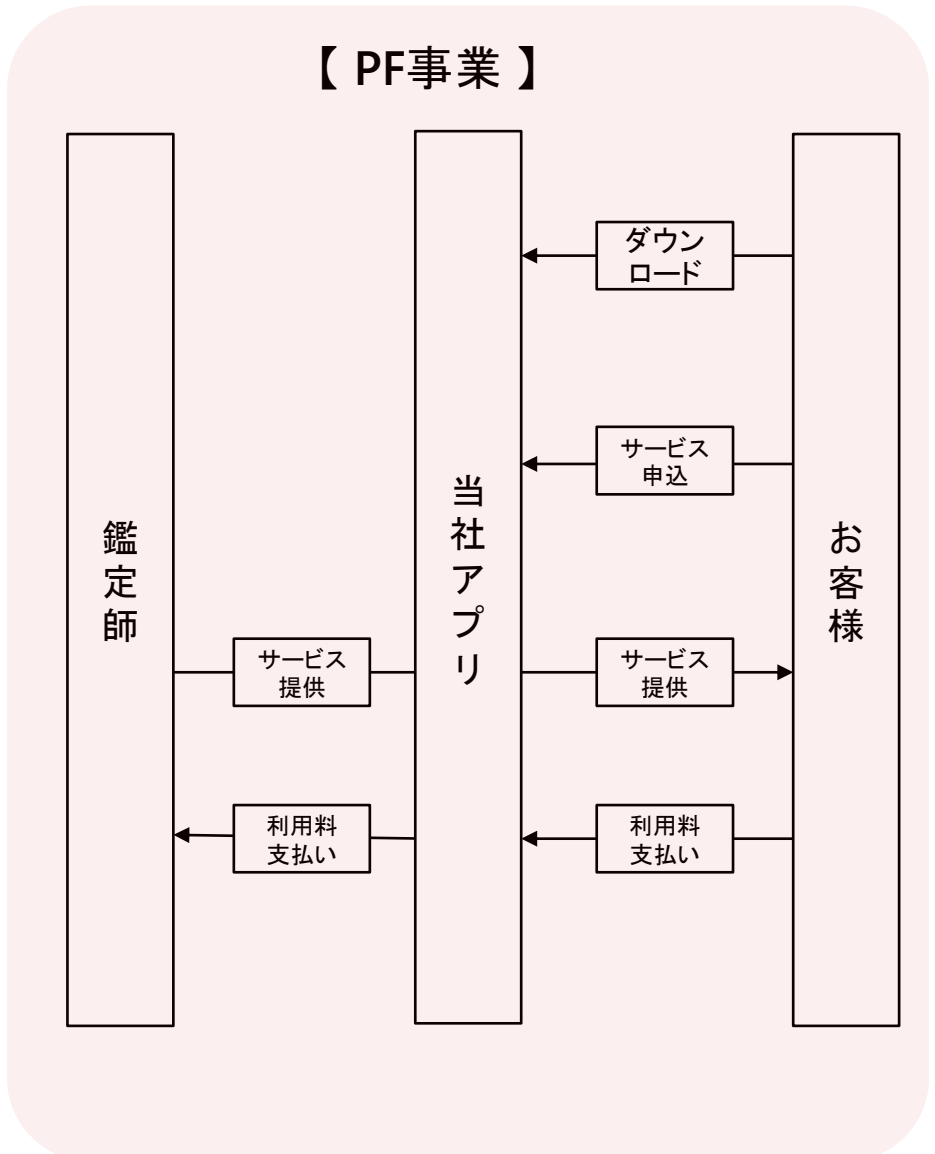 【 PF事業 】
ダウン
ロード
サービス
申込
鑑定師
当社アプリ
お客様
サービス
提供
サービス
提供
利用料
支払い
利用料
支払い